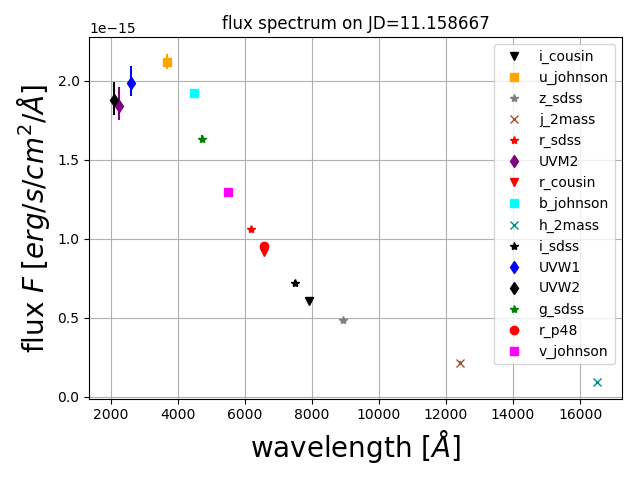 flux spectrum on JD=11.158667
1e−15
2.0
1.5
1.0
0.5
0.0
flux F [erg/s/cm²/Å]
2000 4000 6000 8000 10000 12000 14000 16000
wavelength [Å]
i_cousin
u_johnson
z_sdss
j_2mass
r_sdss
UVM2
r_cousin
b_johnson
h_2mass
i_sdss
UVW1
UVW2
g_sdss
r_p48
v_johnson